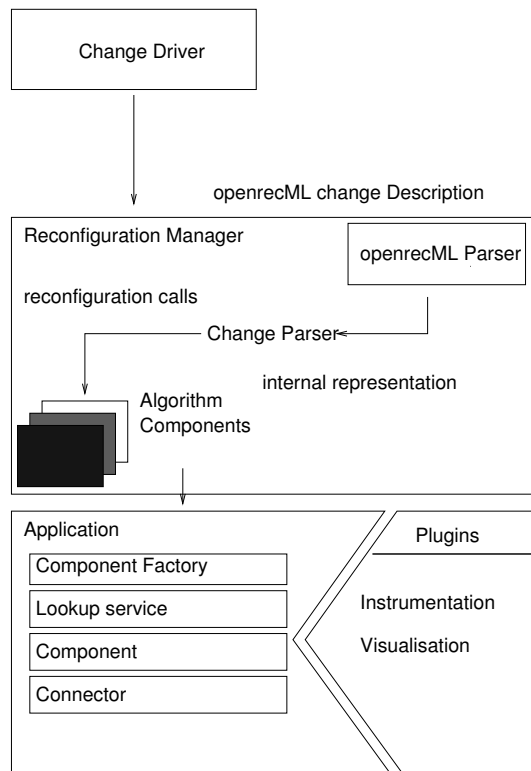 Change Driver
openrecML change Description
Reconfiguration Manager
openrecML Parser
reconfiguration calls
Change Parser
internal representation
Algorithm
Components
Application
Component Factory
Lookup service
Component
Connector
Plugins
Instrumentation
Visualisation